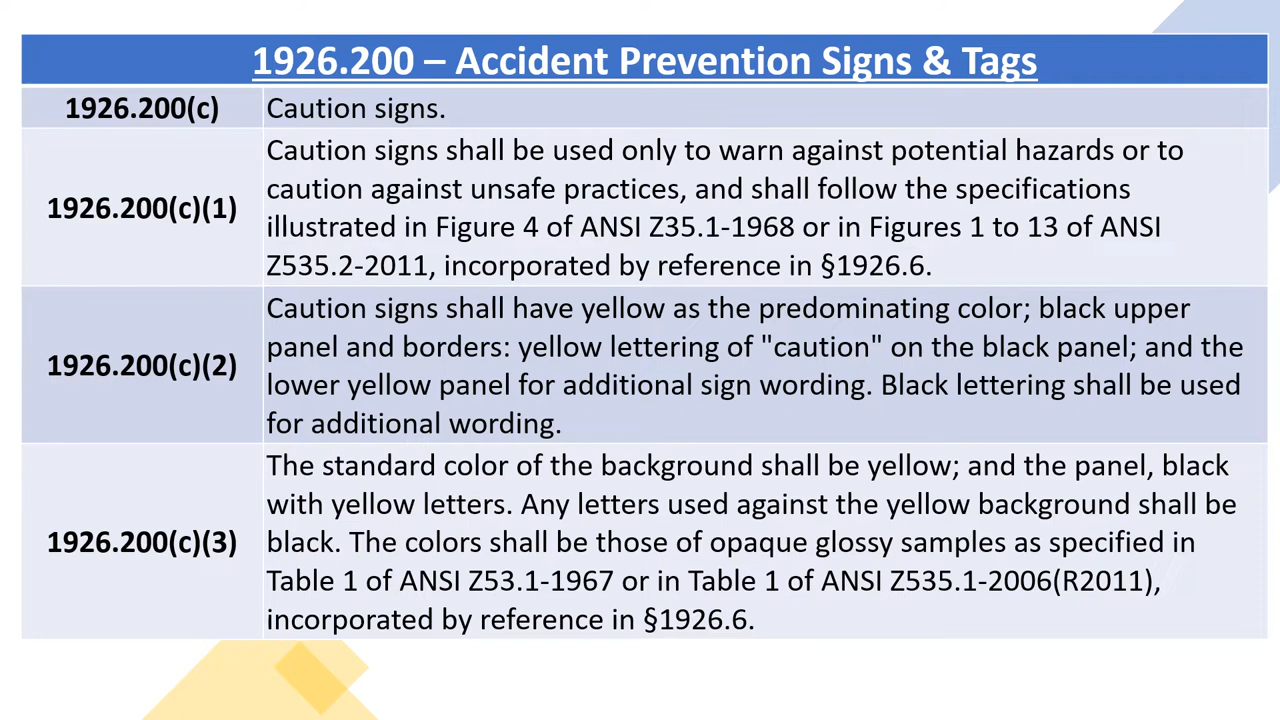 1926.200 – Accident Prevention Signs & Tags
1926.200(c)
Caution signs.
1926.200(c)(1)
Caution signs shall be used only to warn against potential hazards or to
caution against unsafe practices, and shall follow the specifications
illustrated in Figure 4 of ANSI Z35.1-1968 or in Figures 1 to 13 of ANSI
Z535.2-2011, incorporated by reference in §1926.6.
1926.200(c)(2)
Caution signs shall have yellow as the predominating color; black upper
panel and borders: yellow lettering of "caution" on the black panel; and the
lower yellow panel for additional sign wording. Black lettering shall be used
for additional wording.
1926.200(c)(3)
The standard color of the background shall be yellow; and the panel, black
with yellow letters. Any letters used against the yellow background shall be
black. The colors shall be those of opaque glossy samples as specified in
Table 1 of ANSI Z53.1-1967 or in Table 1 of ANSI Z535.1-2006(R2011),
incorporated by reference in §1926.6.